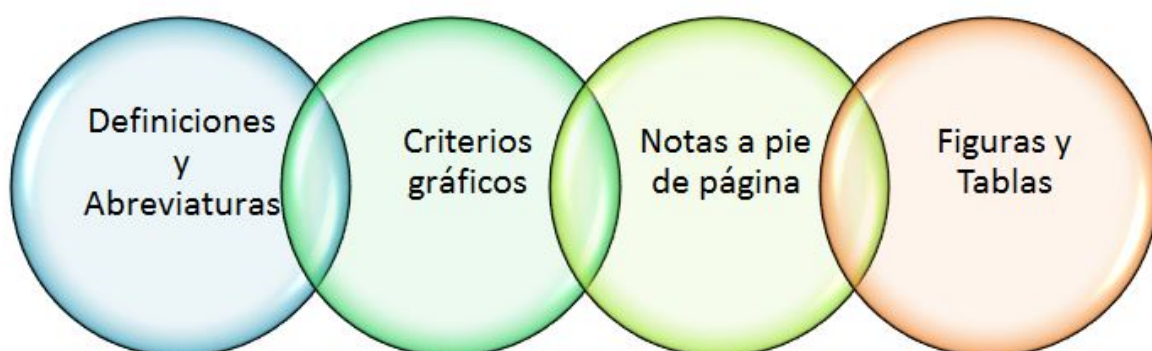 Definiciones
y
Abreviaturas
Criterios
gráficos
Notas a pie
de página
Figuras y
Tablas